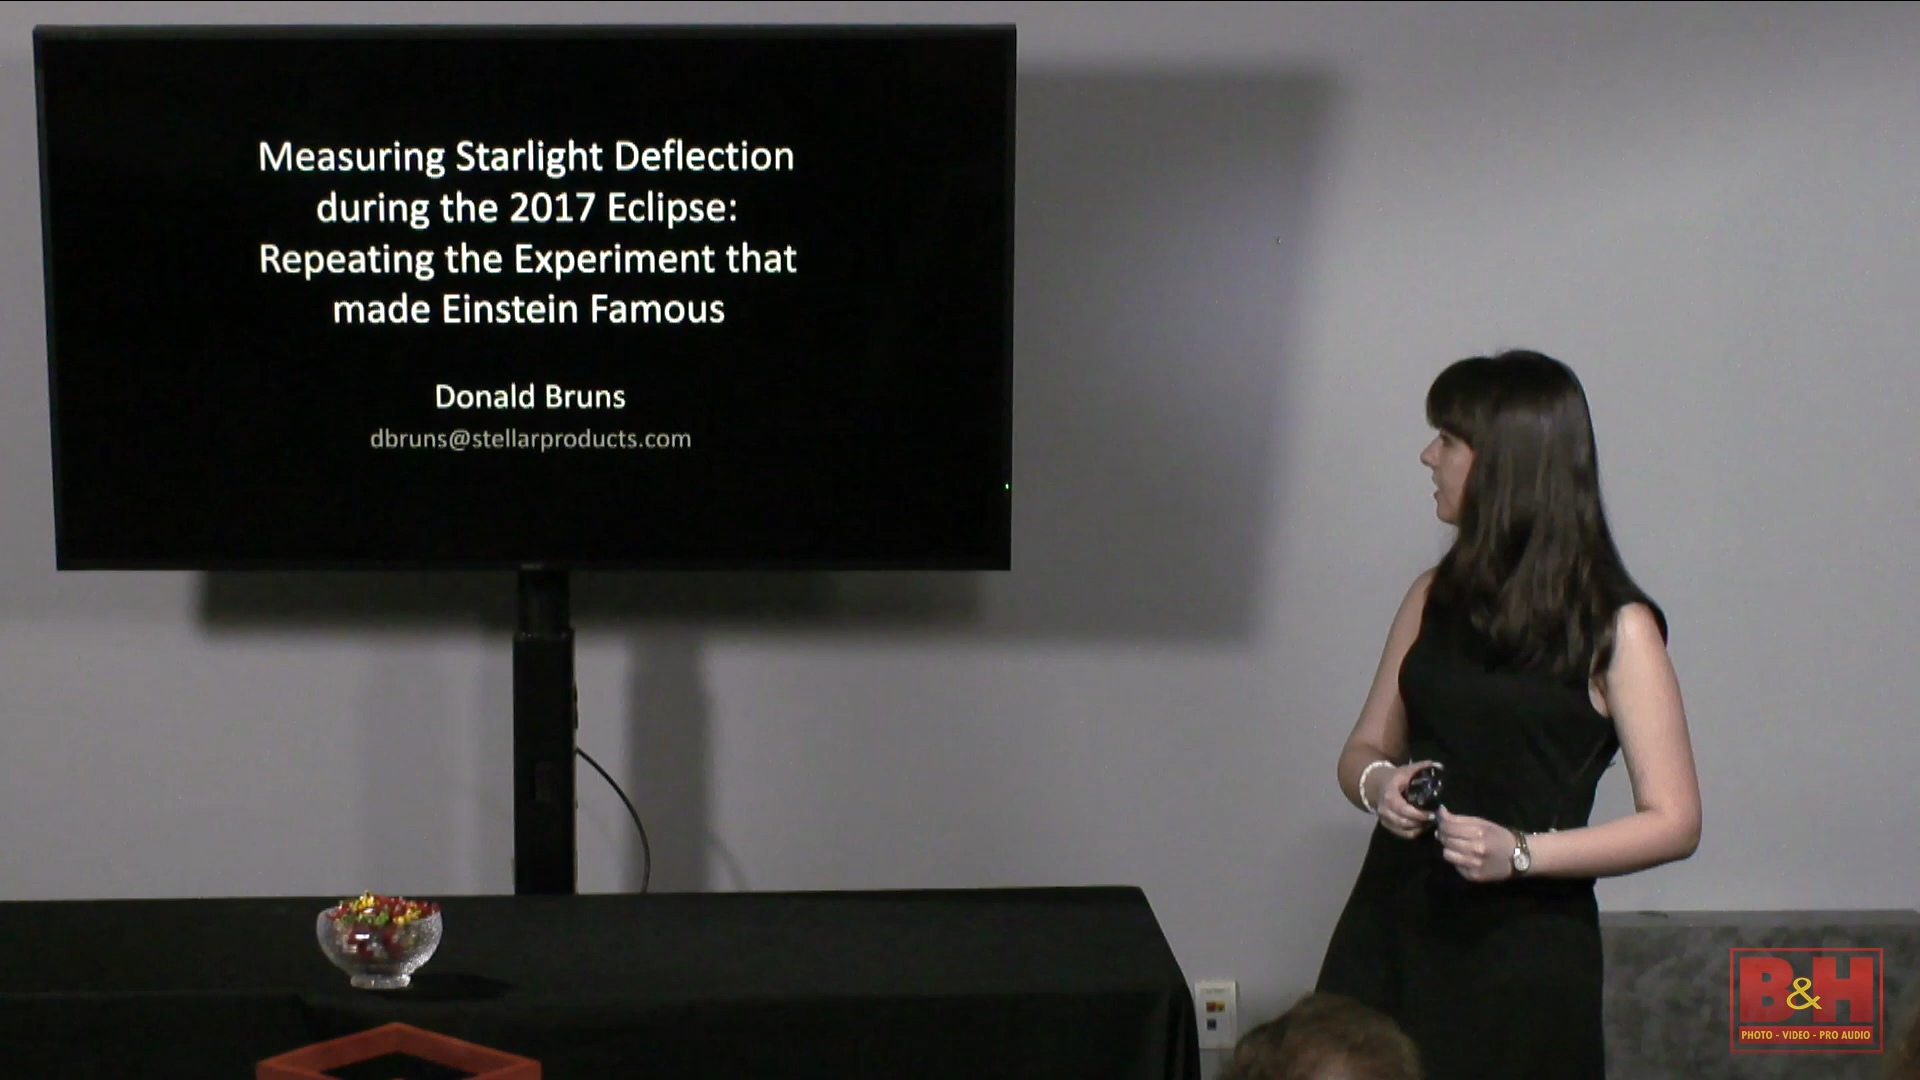 Measuring Starlight Deflection
during the 2017 Eclipse:
Repeating the Experiment that
made Einstein Famous
Donald Bruns
dbruns@stellarproducts.com
B&H
PHOTO - VIDEO - PRO AUDIO